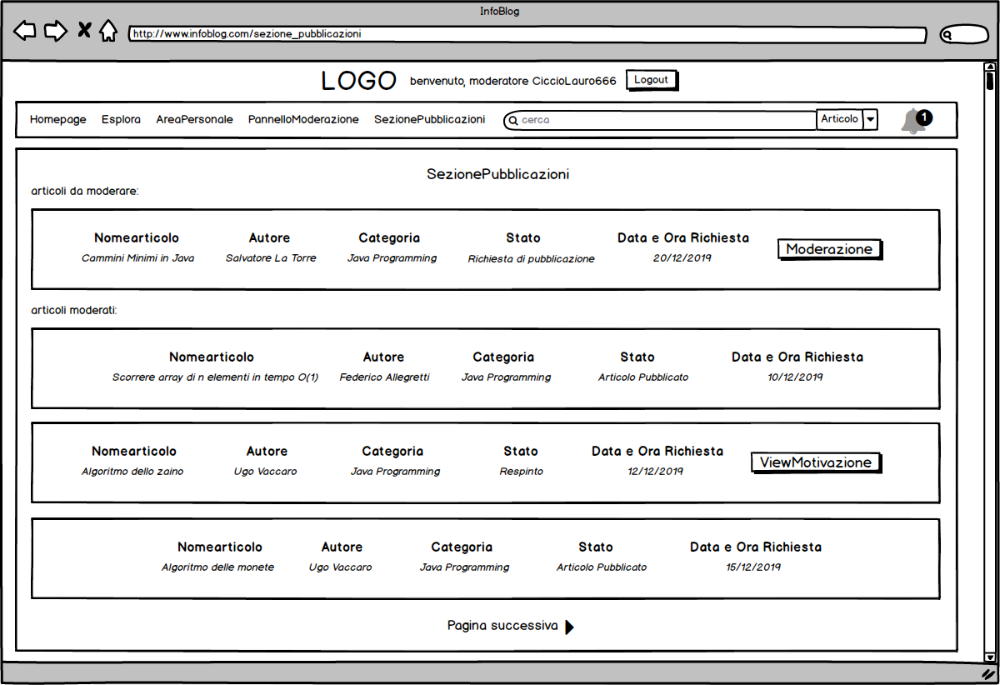 InfoBlog
http://www.infoblog.com/sezione_pubblicazioni
LOGO benvenuto, moderatore CiccioLauro666 Logout
Homepage Esplora AreaPersonale PannelloModerazione SezionePubblicazioni cerca Articolo 1
SezionePubblicazioni
articoli da moderare:
Nomearticolo Autore Categoria Stato Data e Ora Richiesta
Cammini Minimi in Java Salvatore La Torre Java Programming Richiesta di pubblicazione 20/12/2019
Moderazione
articoli moderati:
Nomearticolo Autore Categoria Stato Data e Ora Richiesta
Scorrere array di n elementi in tempo O(1) Federico Allegretti Java Programming Articolo Pubblicato 10/12/2019
Nomearticolo Autore Categoria Stato Data e Ora Richiesta
Algoritmo dello zaino Ugo Vaccaro Java Programming Respinto 12/12/2019
ViewMotivazione
Nomearticolo Autore Categoria Stato Data e Ora Richiesta
Algoritmo delle monete Ugo Vaccaro Java Programming Articolo Pubblicato 15/12/2019
Pagina successiva